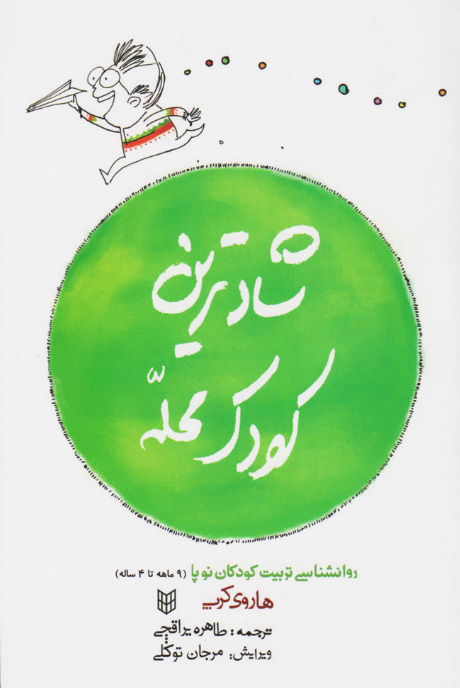 شادترین
کودک محلّه
روانشناسی تربیت کودکان نوپا (۹ ماهه تا ۴ ساله)
هاروی کرپ
ترجمه: طاهره یراقچی
ویرایش: مرجان توکلی